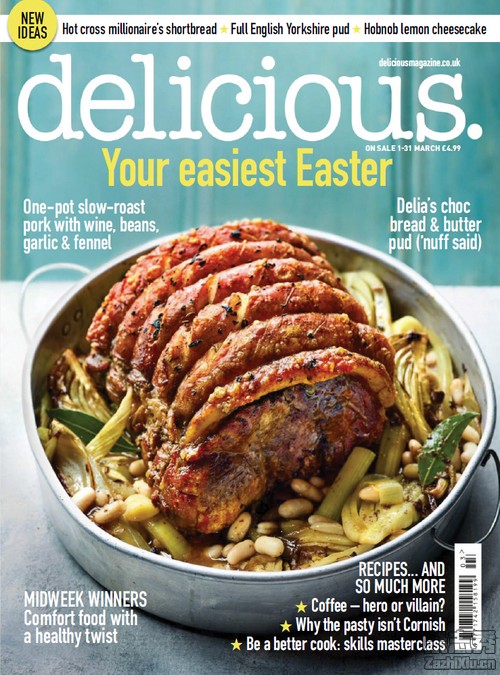 NEW
IDEAS
Hot cross millionaire's shortbread ★ Full English Yorkshire pud ★ Hobnob lemon cheesecake
deliciousmagazine.co.uk
delicious.
ON SALE 1-31 MARCH £4.99
Your easiest Easter
One-pot slow-roast
pork with wine, beans,
garlic & fennel
Delia's choc
bread & butter
pud ('nuff said)
MIDWEEK WINNERS
Comfort food with
a healthy twist
RECIPES... AND
SO MUCH MORE
★ Coffee – hero or villain?
★ Why the pasty isn't Cornish
★ Be a better cook: skills masterclass
03>
ZaZhiXiu.cn